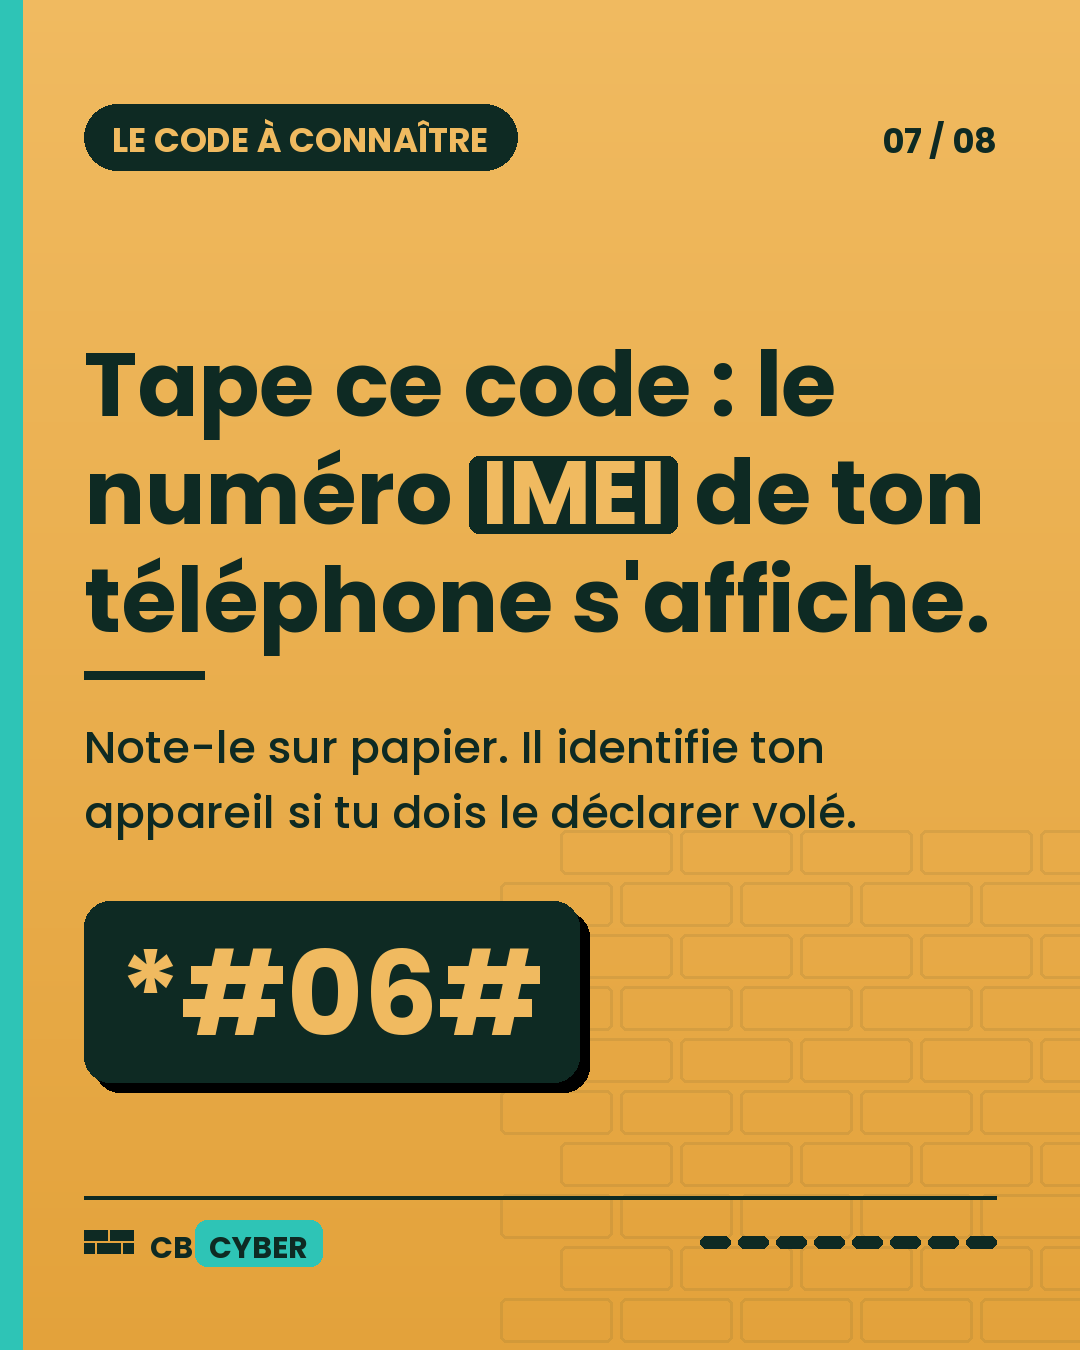 LE CODE À CONNAÎTRE
07 / 08
Tape ce code : le
numéro IMEI de ton
téléphone s'affiche.
Note-le sur papier. Il identifie ton
appareil si tu dois le déclarer volé.
*#06#
CB CYBER